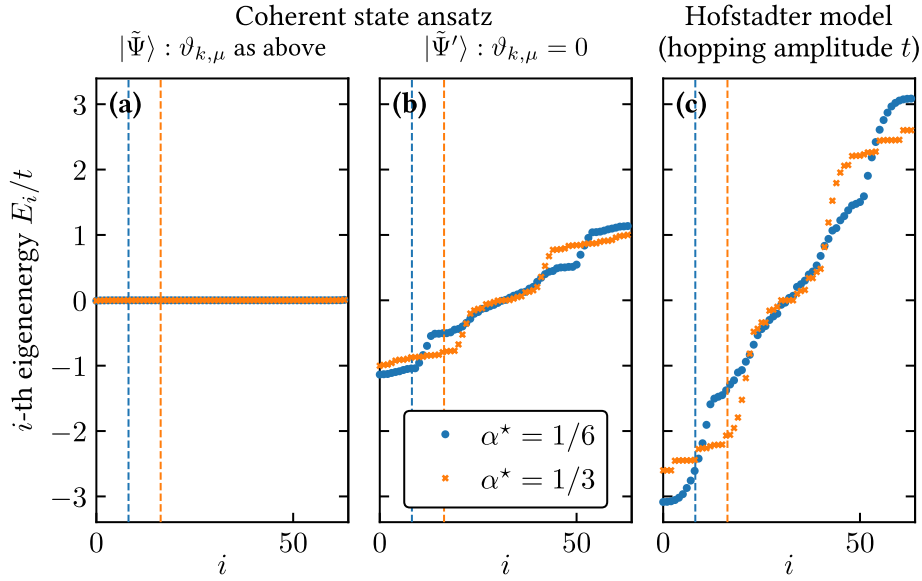 Coherent state ansatz
Hofstadter model
|Ψ̃⟩ : ϑ_{k,μ} as above
|Ψ̃′⟩ : ϑ_{k,μ} = 0
(hopping amplitude t)
(a)
(b)
(c)
3
2
1
0
−1
−2
−3
i-th eigenenergy E_i/t
α⋆ = 1/6
α⋆ = 1/3
0
50
0
50
0
50
i
i
i